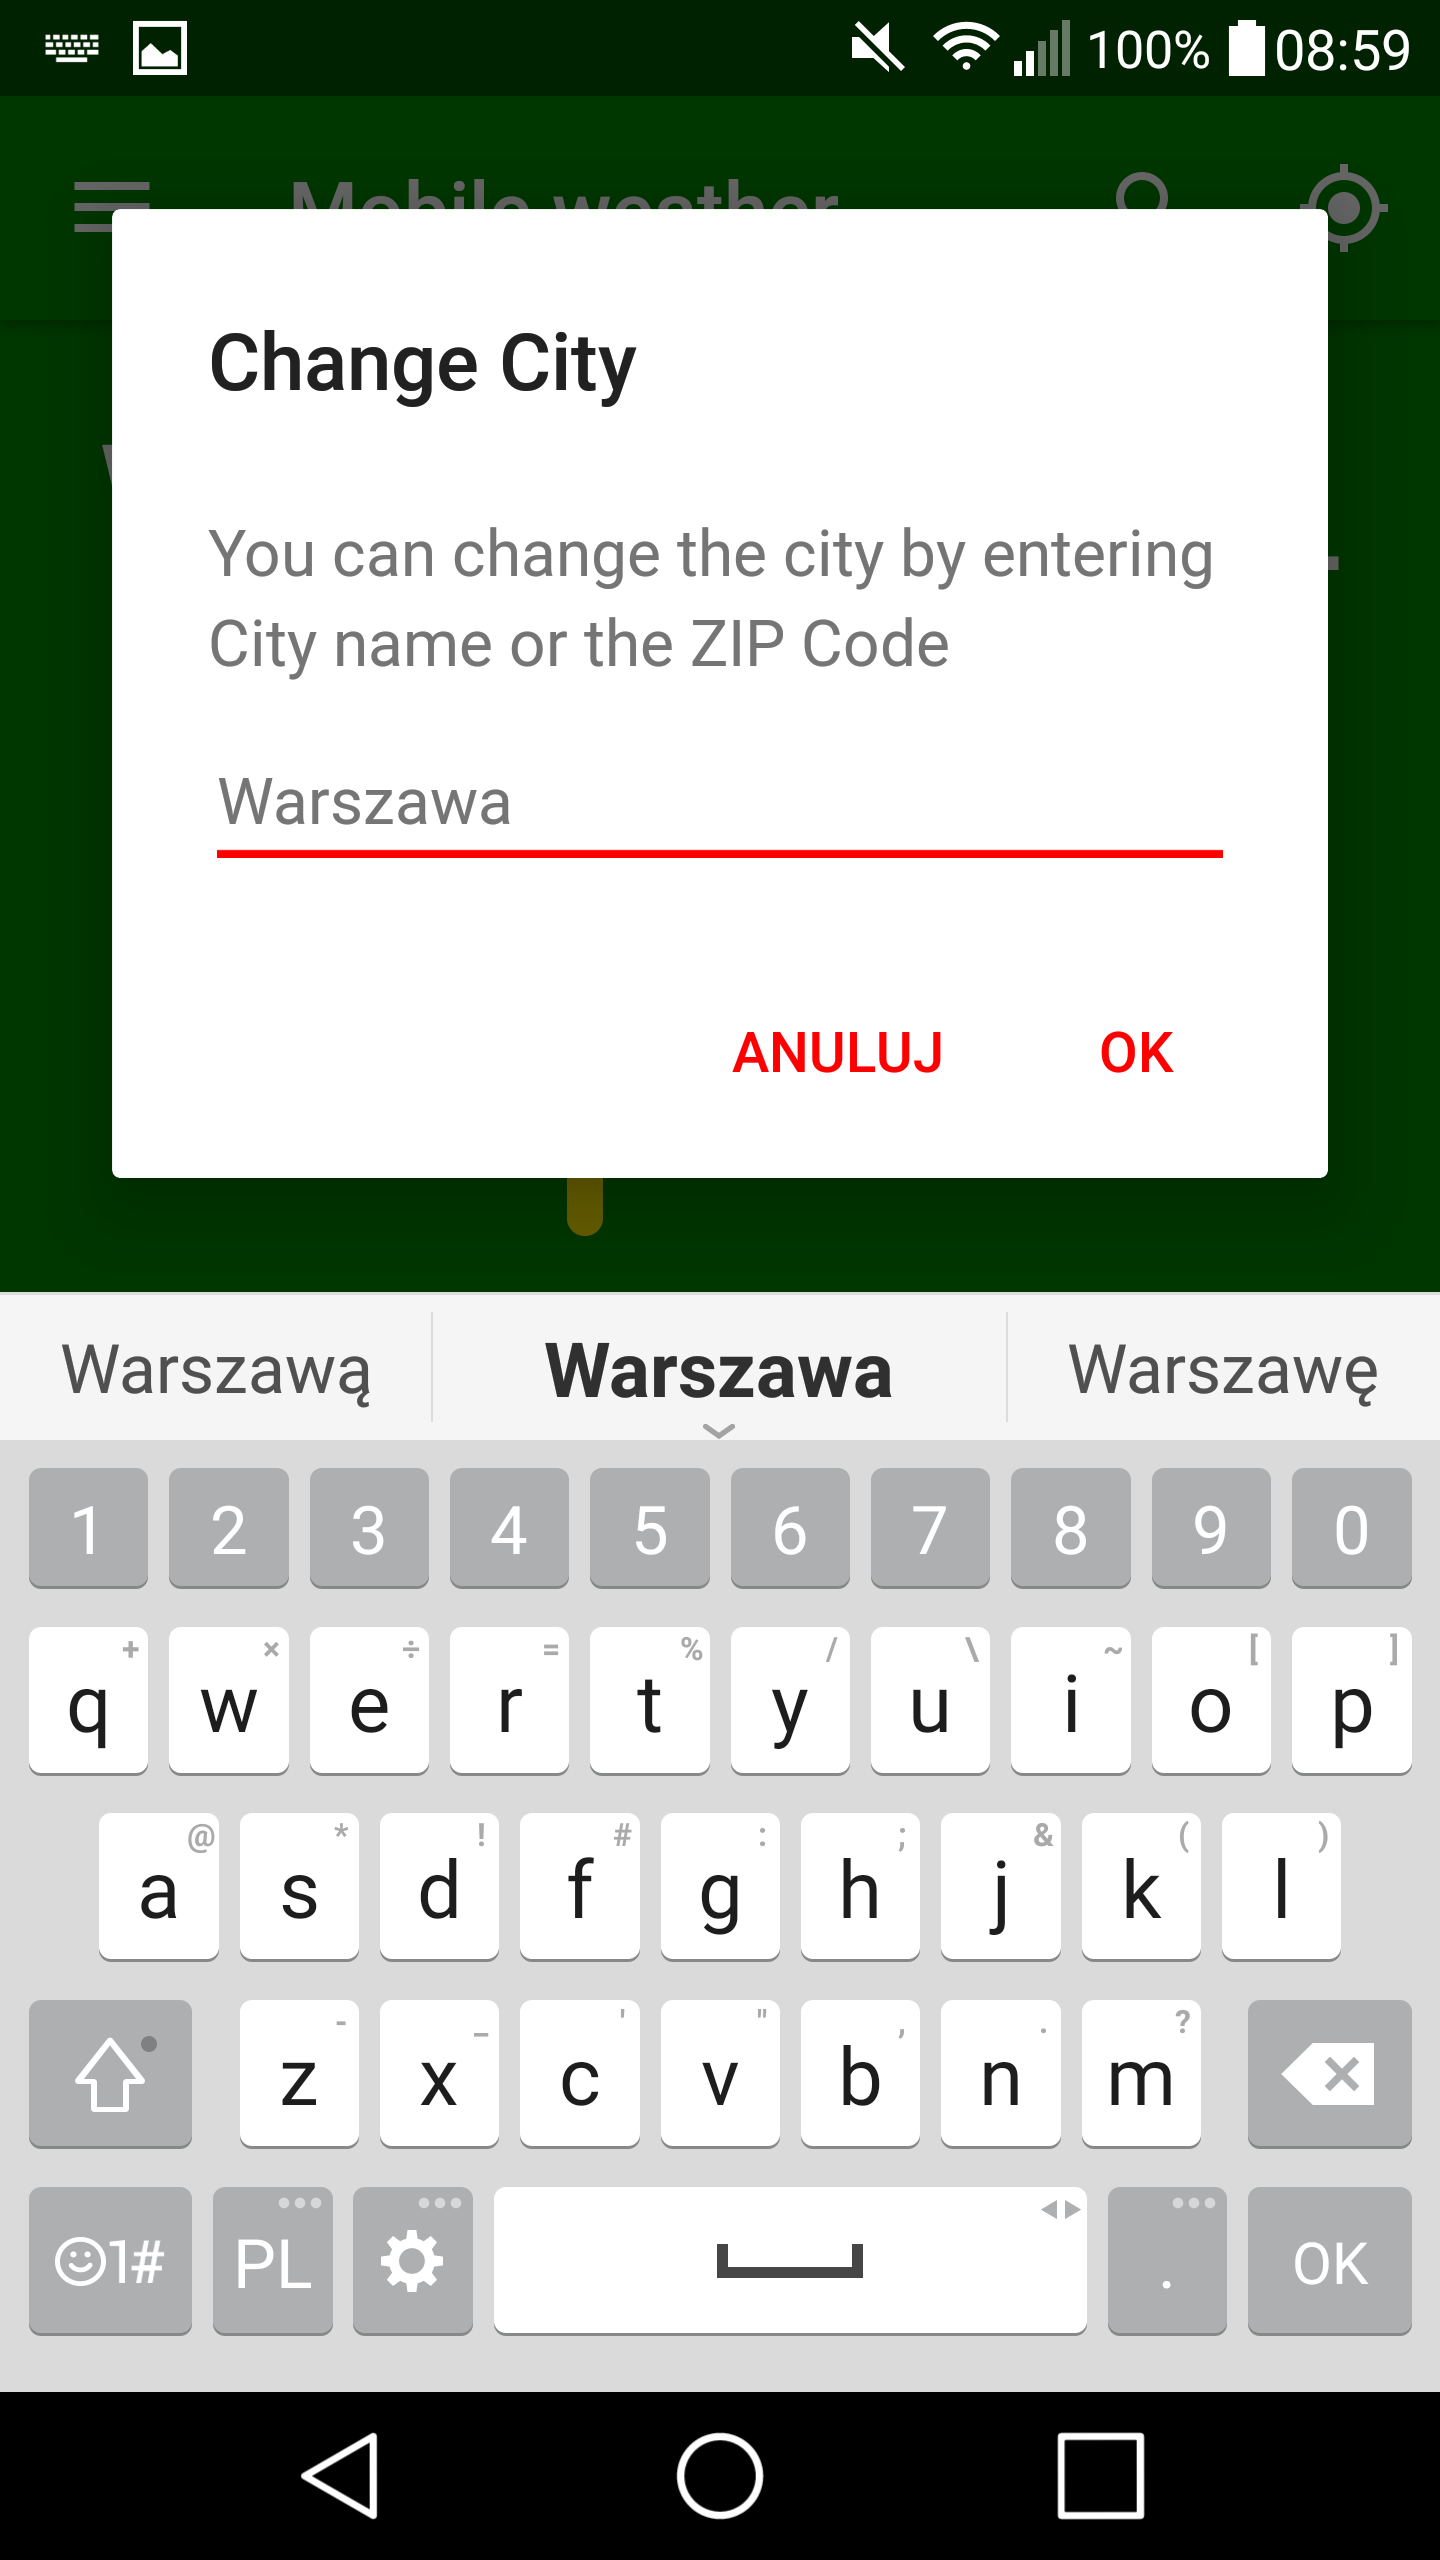 100% 08:59
Mobile weather
Change City
You can change the city by entering
City name or the ZIP Code
Warszawa
ANULUJ OK
Warszawą Warszawa Warszawę
1 2 3 4 5 6 7 8 9 0
+ × ÷ = % / \ ~ [ ]
q w e r t y u i o p
@ * ! # : ; & ( )
a s d f g h j k l
- _ ' " , . ?
z x c v b n m
1# PL . OK